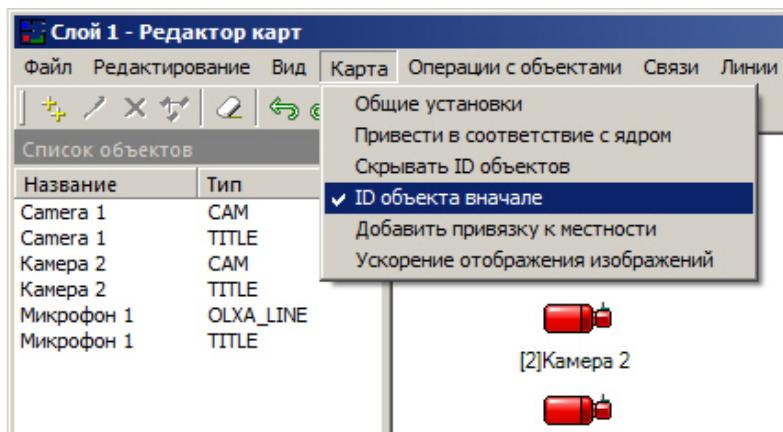 Слой 1 - Редактор карт
Файл Редактирование Вид Карта Операции с объектами Связи Линии
Общие установки
Привести в соответствие с ядром
Скрывать ID объектов
ID объекта вначале
Добавить привязку к местности
Ускорение отображения изображений
Список объектов
Название Тип
Camera 1 CAM
Camera 1 TITLE
Камера 2 CAM
Камера 2 TITLE
Микрофон 1 OLXA_LINE
Микрофон 1 TITLE
[2]Камера 2